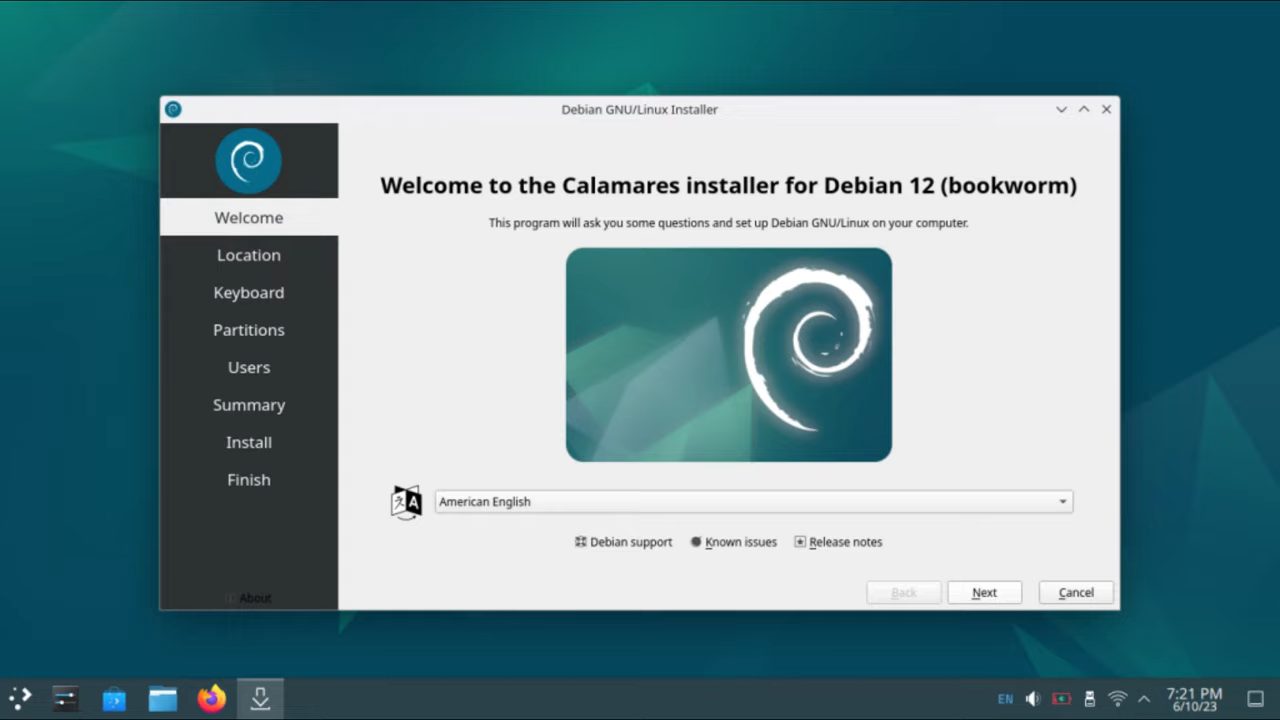 Debian GNU/Linux Installer
Welcome
Location
Keyboard
Partitions
Users
Summary
Install
Finish
About
Welcome to the Calamares installer for Debian 12 (bookworm)
This program will ask you some questions and set up Debian GNU/Linux on your computer.
American English
Debian support Known issues Release notes
Back Next Cancel
EN 7:21 PM
6/10/23